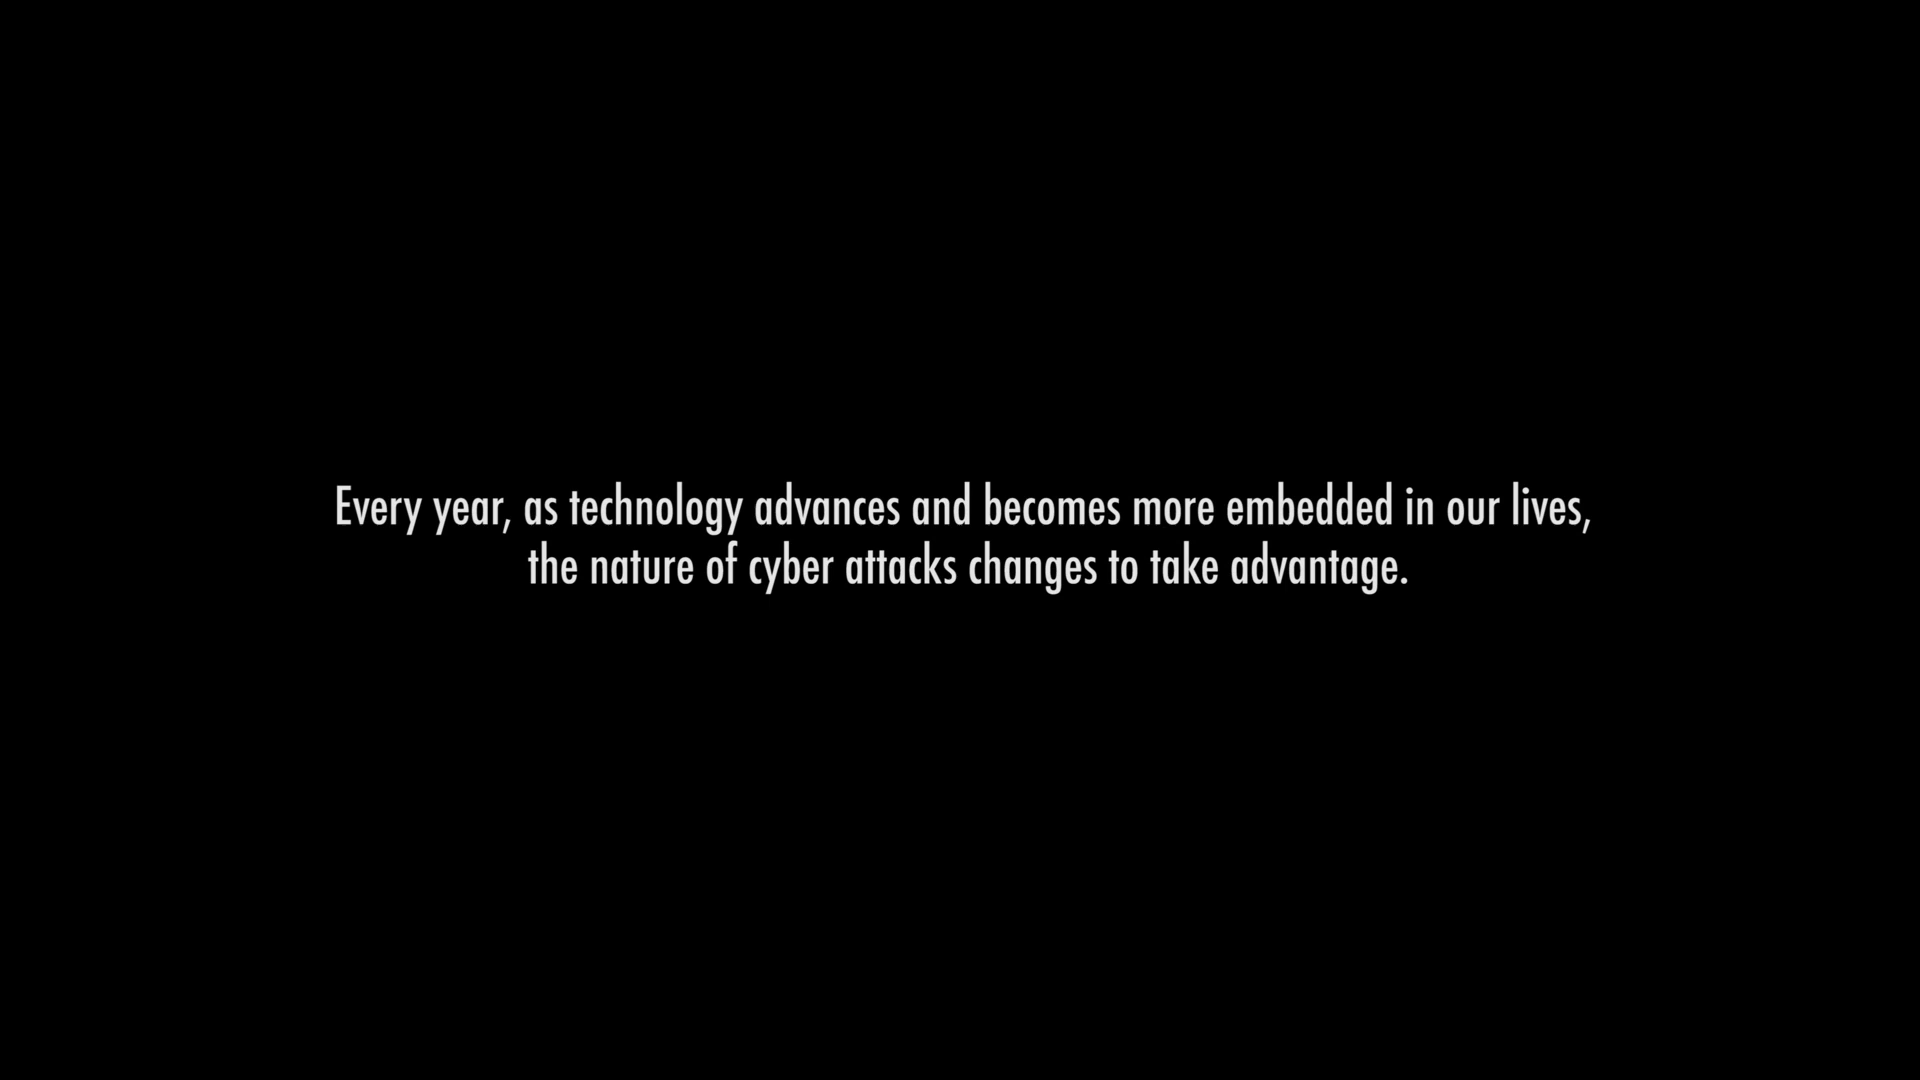 Every year, as technology advances and becomes more embedded in our lives,
the nature of cyber attacks changes to take advantage.